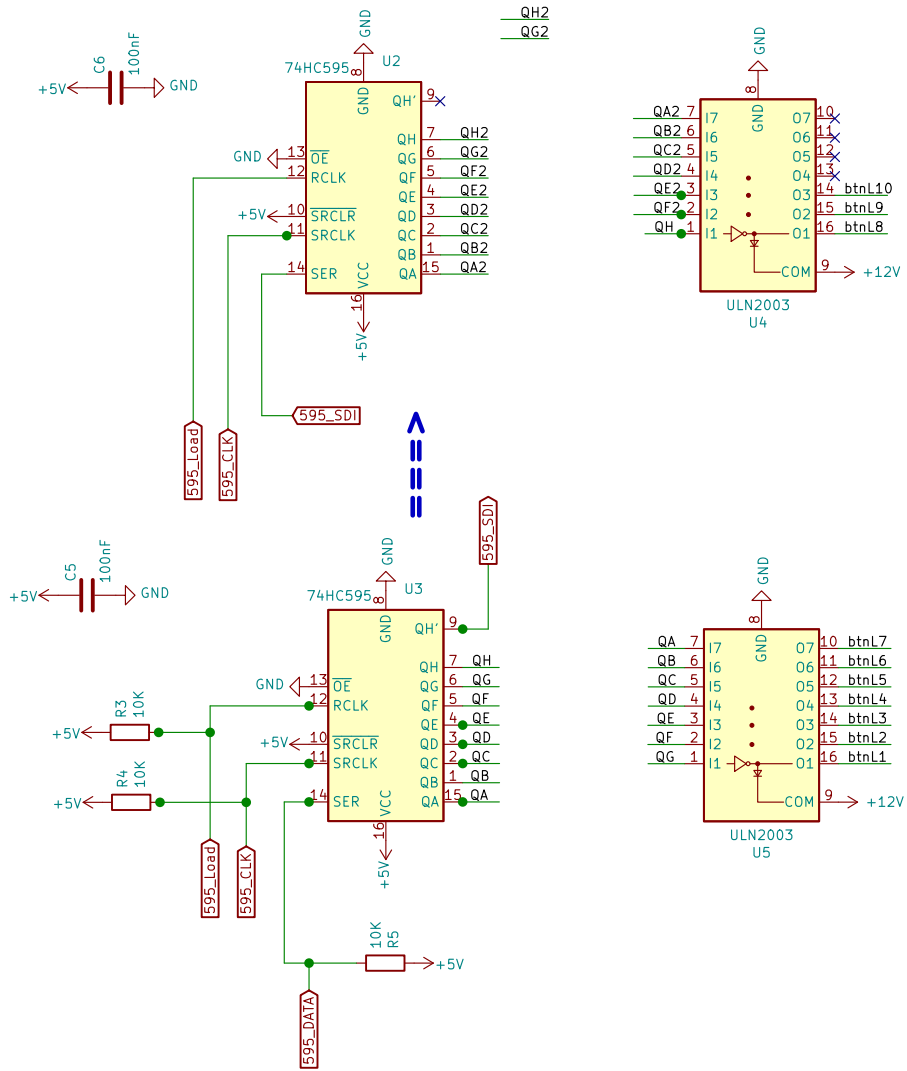 QH2
QG2
C6
100nF
+5V
GND
GND
U2
74HC595
8
GND
QH' 9
QH 7 QH2
GND 13 OE QG 6 QG2
12 RCLK QF 5 QF2
QE 4 QE2
+5V 10 SRCLR QD 3 QD2
11 SRCLK QC 2 QC2
QB 1 QB2
14 SER QA 15 QA2
VCC
16
+5V
595_SDI
595_Load
595_CLK
GND
8
GND
QA2 7 I7 O7 10
QB2 6 I6 O6 11
QC2 5 I5 O5 12
QD2 4 I4 O4 13
QE2 3 I3 O3 14 btnL10
QF2 2 I2 O2 15 btnL9
QH 1 I1 O1 16 btnL8
COM 9 +12V
ULN2003
U4
595_SDI
C5
100nF
+5V
GND
GND
U3
74HC595
8
GND
QH' 9
QH 7 QH
GND 13 OE QG 6 QG
12 RCLK QF 5 QF
QE 4 QE
+5V 10 SRCLR QD 3 QD
11 SRCLK QC 2 QC
QB 1 QB
14 SER QA 15 QA
VCC
16
+5V
R3
10K
+5V
R4
10K
+5V
595_Load
595_CLK
10K
R5
+5V
595_DATA
GND
8
GND
QA 7 I7 O7 10 btnL7
QB 6 I6 O6 11 btnL6
QC 5 I5 O5 12 btnL5
QD 4 I4 O4 13 btnL4
QE 3 I3 O3 14 btnL3
QF 2 I2 O2 15 btnL2
QG 1 I1 O1 16 btnL1
COM 9 +12V
ULN2003
U5